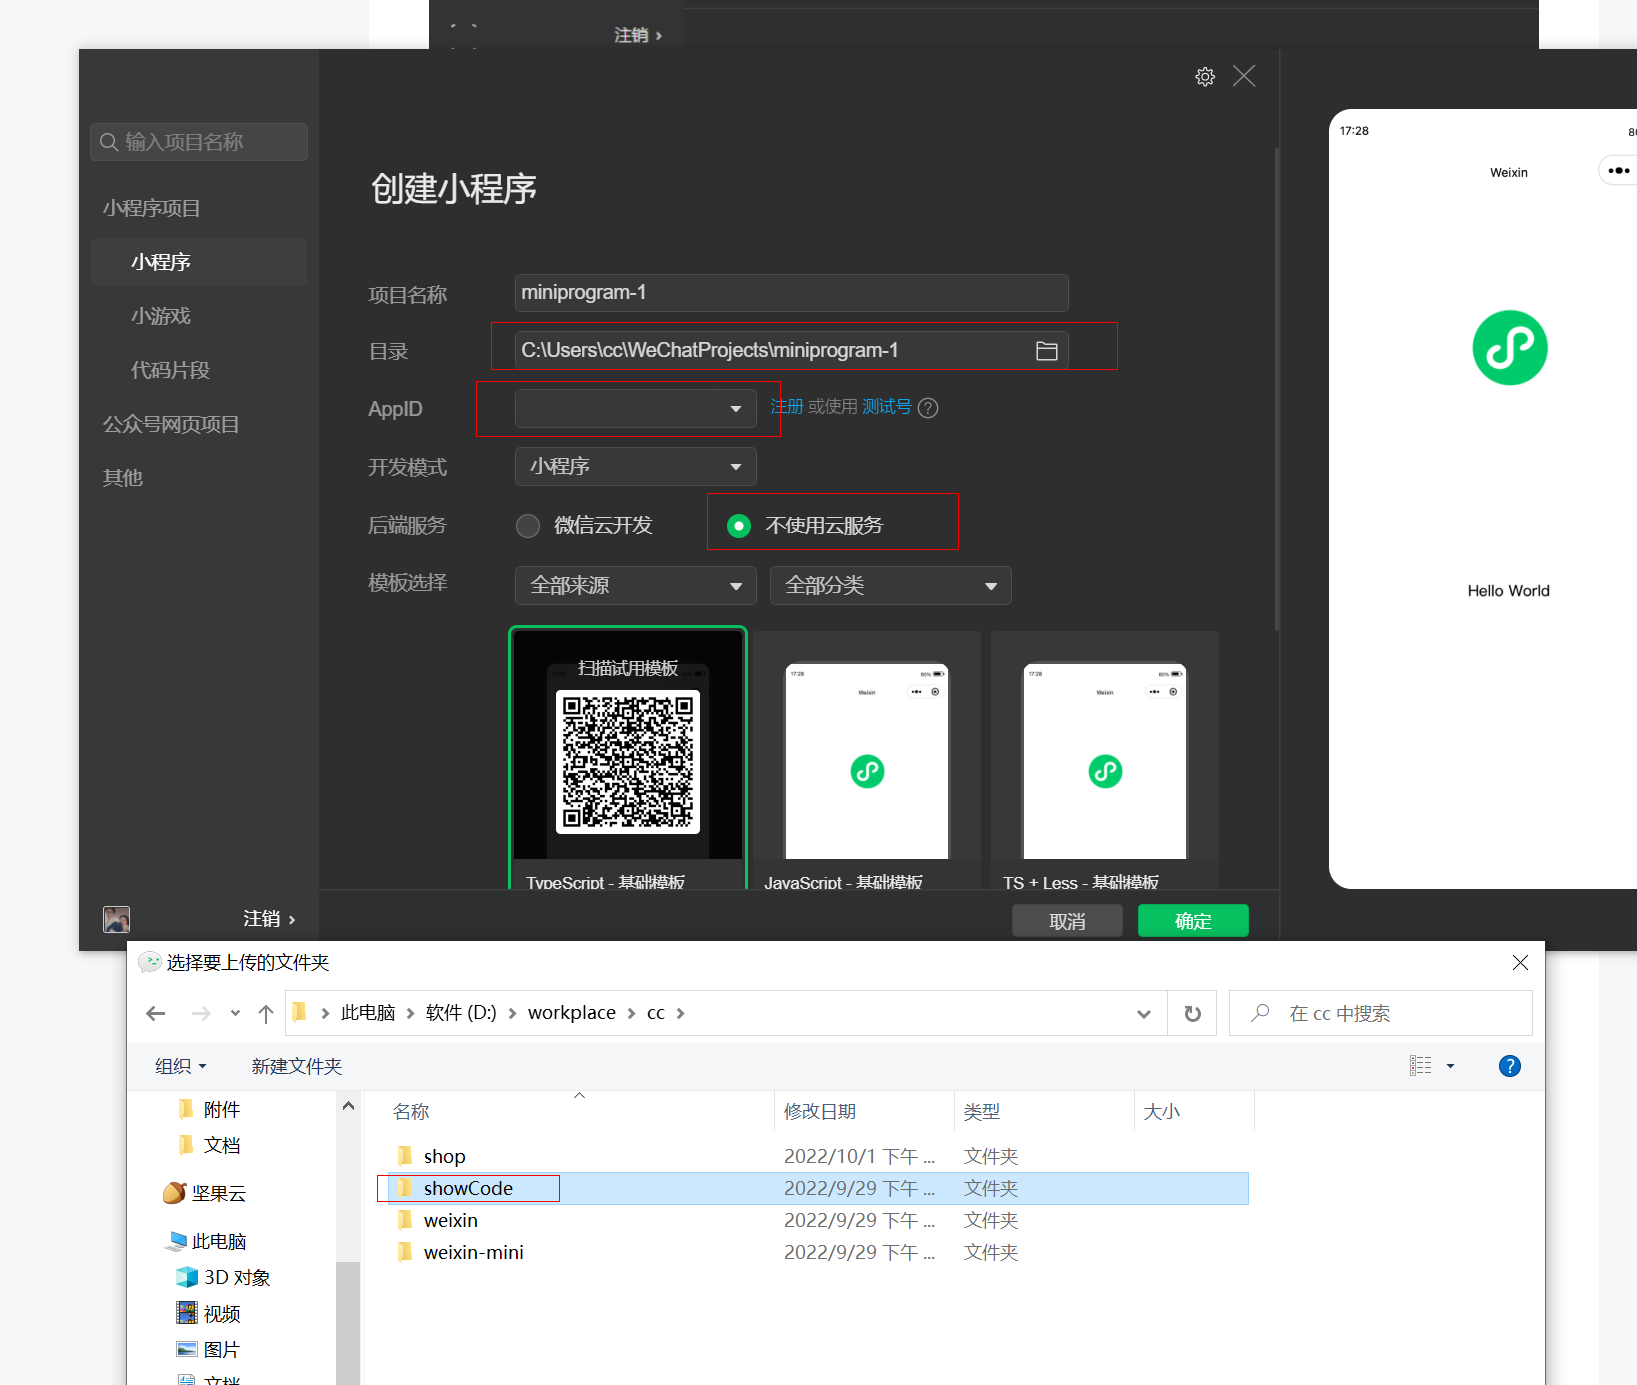 注销 ›
输入项目名称
小程序项目
小程序
小游戏
代码片段
公众号网页项目
其他
注销 ›
创建小程序
项目名称 miniprogram-1
目录 C:\Users\cc\WeChatProjects\miniprogram-1
AppID 注册 或使用 测试号 ?
开发模式 小程序
后端服务 微信云开发 不使用云服务
模板选择 全部来源 全部分类
扫描试用模板
17:28 80%
Weixin
17:28 80%
Weixin
TypeScript - 基础模板 JavaScript - 基础模板 TS + Less - 基础模板
取消 确定
17:28
Weixin
Hello World
选择要上传的文件夹
此电脑 › 软件 (D:) › workplace › cc ›
在 cc 中搜索
组织 新建文件夹
?
附件
文档
坚果云
此电脑
3D 对象
视频
图片
文档
名称 修改日期 类型 大小
shop 2022/10/1 下午 ... 文件夹
showCode 2022/9/29 下午 ... 文件夹
weixin 2022/9/29 下午 ... 文件夹
weixin-mini 2022/9/29 下午 ... 文件夹